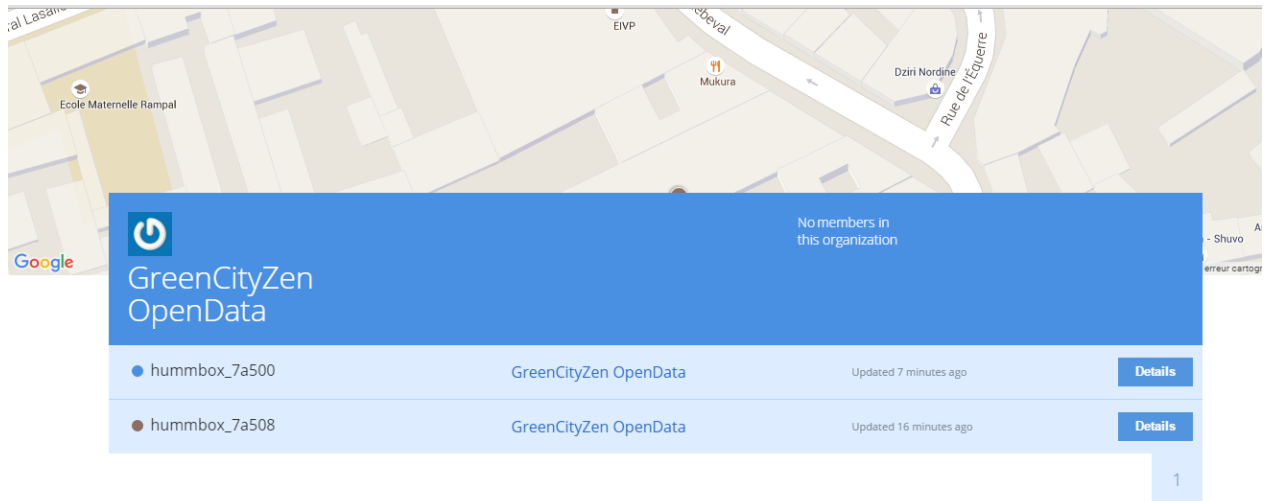 al Lasalle
EIVP
ebeval
Mukura
Dziri Nordine
Rue de l'Équerre
Ecole Maternelle Rampal
Google
- Shuvo
erreur cartogr
GreenCityZen
OpenData
No members in
this organization
hummbox_7a500 GreenCityZen OpenData Updated 7 minutes ago Details
hummbox_7a508 GreenCityZen OpenData Updated 16 minutes ago Details
1